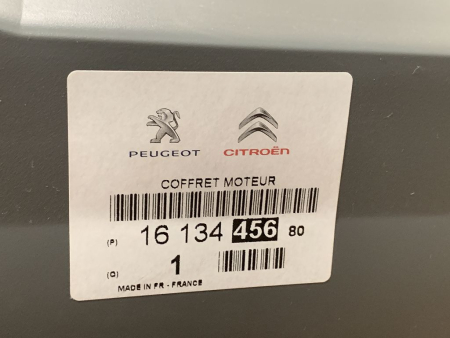 PEUGEOT CITROËN
COFFRET MOTEUR
(P) 16 134 456 80
(Q) 1
MADE IN FR - FRANCE